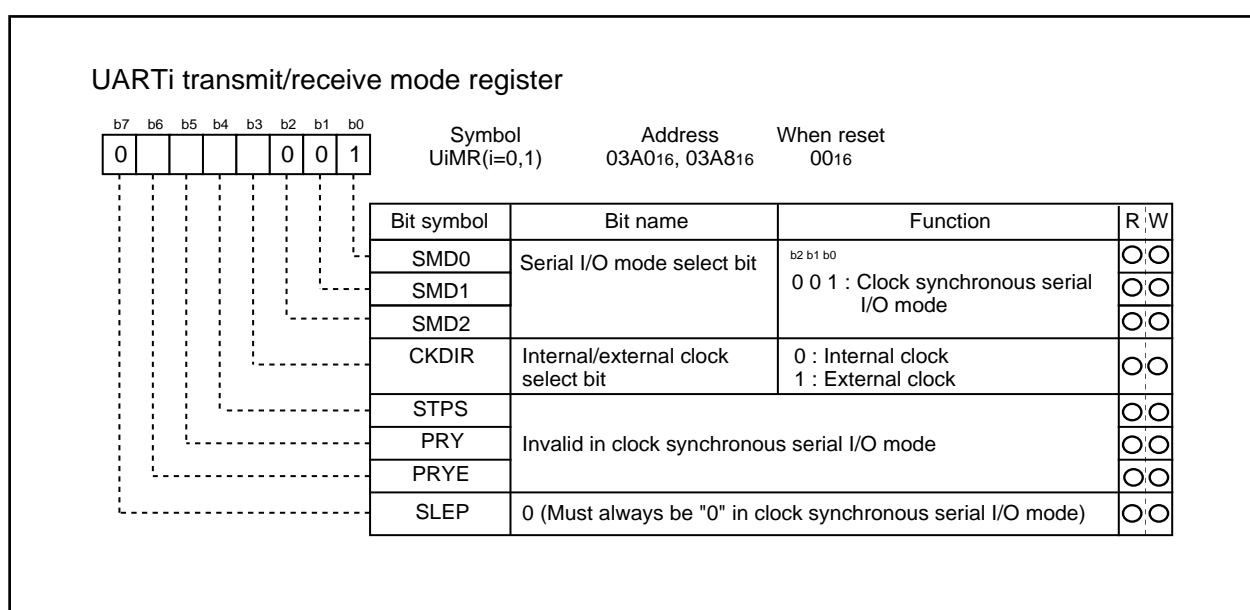 UARTi transmit/receive mode register
b7 b6 b5 b4 b3 b2 b1 b0
0 0 0 1
Symbol Address When reset
UiMR(i=0,1) 03A016, 03A816 0016
Bit symbol Bit name Function R W
SMD0 Serial I/O mode select bit b2 b1 b0
SMD1 0 0 1 : Clock synchronous serial
I/O mode
SMD2
CKDIR Internal/external clock 0 : Internal clock
select bit 1 : External clock
STPS
PRY Invalid in clock synchronous serial I/O mode
PRYE
SLEP 0 (Must always be "0" in clock synchronous serial I/O mode)